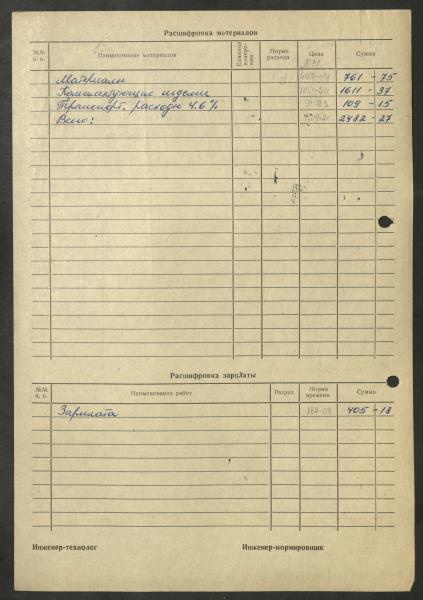 Расшифровка материалов
№№ п. п. Наименование материалов Единица измерения Норма расхода Цена Сумма
Материалы 761-75
Комплектующие изделия 1611-37
Транспорт. расходы 4.6% 109-15
Всего: 2482-27
Расшифровка зарплаты
№№ п. п. Наименование работ Разряд Норма времени Сумма
Зарплата 405-18
Инженер-технолог Инженер-нормировщик